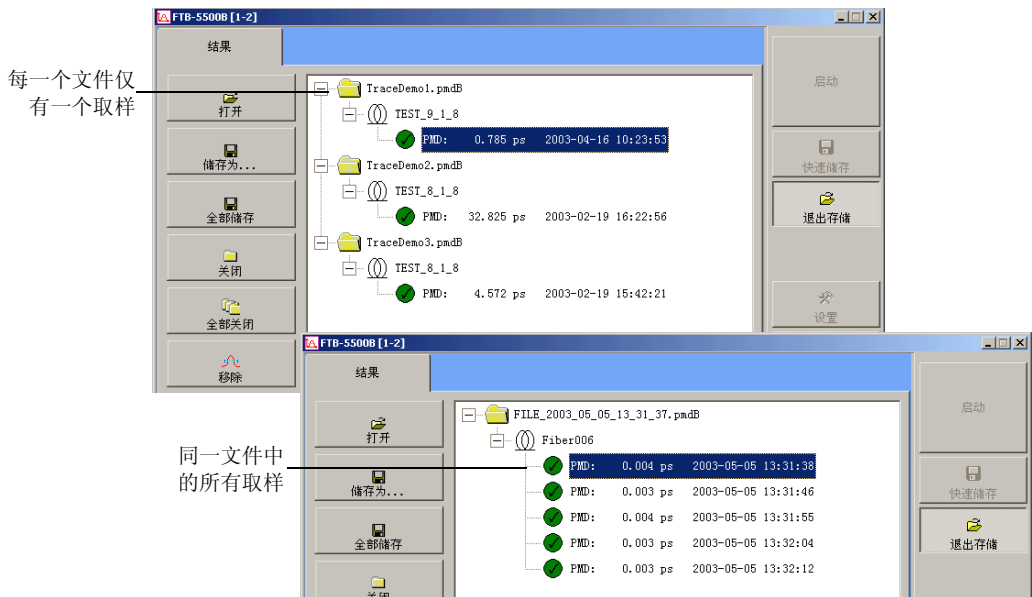 FTB-5500B [1-2]
结果
每一个文件仅
有一个取样
打开
储存为...
全部储存
关闭
全部关闭
移除
TraceDemo1.pmdB
TEST_9_1_8
PMD: 0.785 ps 2003-04-16 10:23:53
TraceDemo2.pmdB
TEST_8_1_8
PMD: 32.825 ps 2003-02-19 16:22:56
TraceDemo3.pmdB
TEST_8_1_8
PMD: 4.572 ps 2003-02-19 15:42:21
启动
快速储存
退出存储
设置
FTB-5500B [1-2]
结果
同一文件中
的所有取样
打开
储存为...
全部储存
关闭
FILE_2003_05_05_13_31_37.pmdB
Fiber006
PMD: 0.004 ps 2003-05-05 13:31:38
PMD: 0.003 ps 2003-05-05 13:31:46
PMD: 0.004 ps 2003-05-05 13:31:55
PMD: 0.003 ps 2003-05-05 13:32:04
PMD: 0.003 ps 2003-05-05 13:32:12
启动
快速储存
退出存储